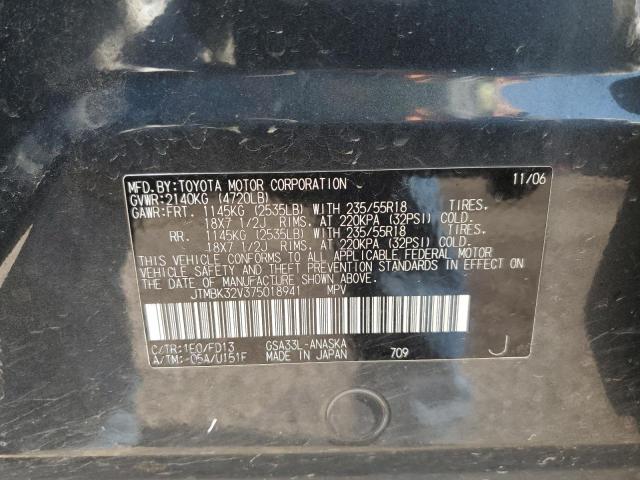 MFD.BY:TOYOTA MOTOR CORPORATION 11/06
GVWR:2140KG (4720LB)
GAWR:FRT. 1145KG (2535LB) WITH 235/55R18 TIRES.
18X7 1/2J RIMS. AT 220KPA (32PSI) COLD.
RR. 1145KG (2535LB) WITH 235/55R18 TIRES.
18X7 1/2J RIMS. AT 220KPA (32PSI) COLD.
THIS VEHICLE CONFORMS TO ALL APPLICABLE FEDERAL MOTOR
VEHICLE SAFETY AND THEFT PREVENTION STANDARDS IN EFFECT
ON THE DATE OF MANUFACTURE SHOWN ABOVE.
JTMBK32V375018941 MPV
C/TR:1E0/FD13 GSA33L-ANASKA
A/TM:-05A/U151F MADE IN JAPAN 709 J